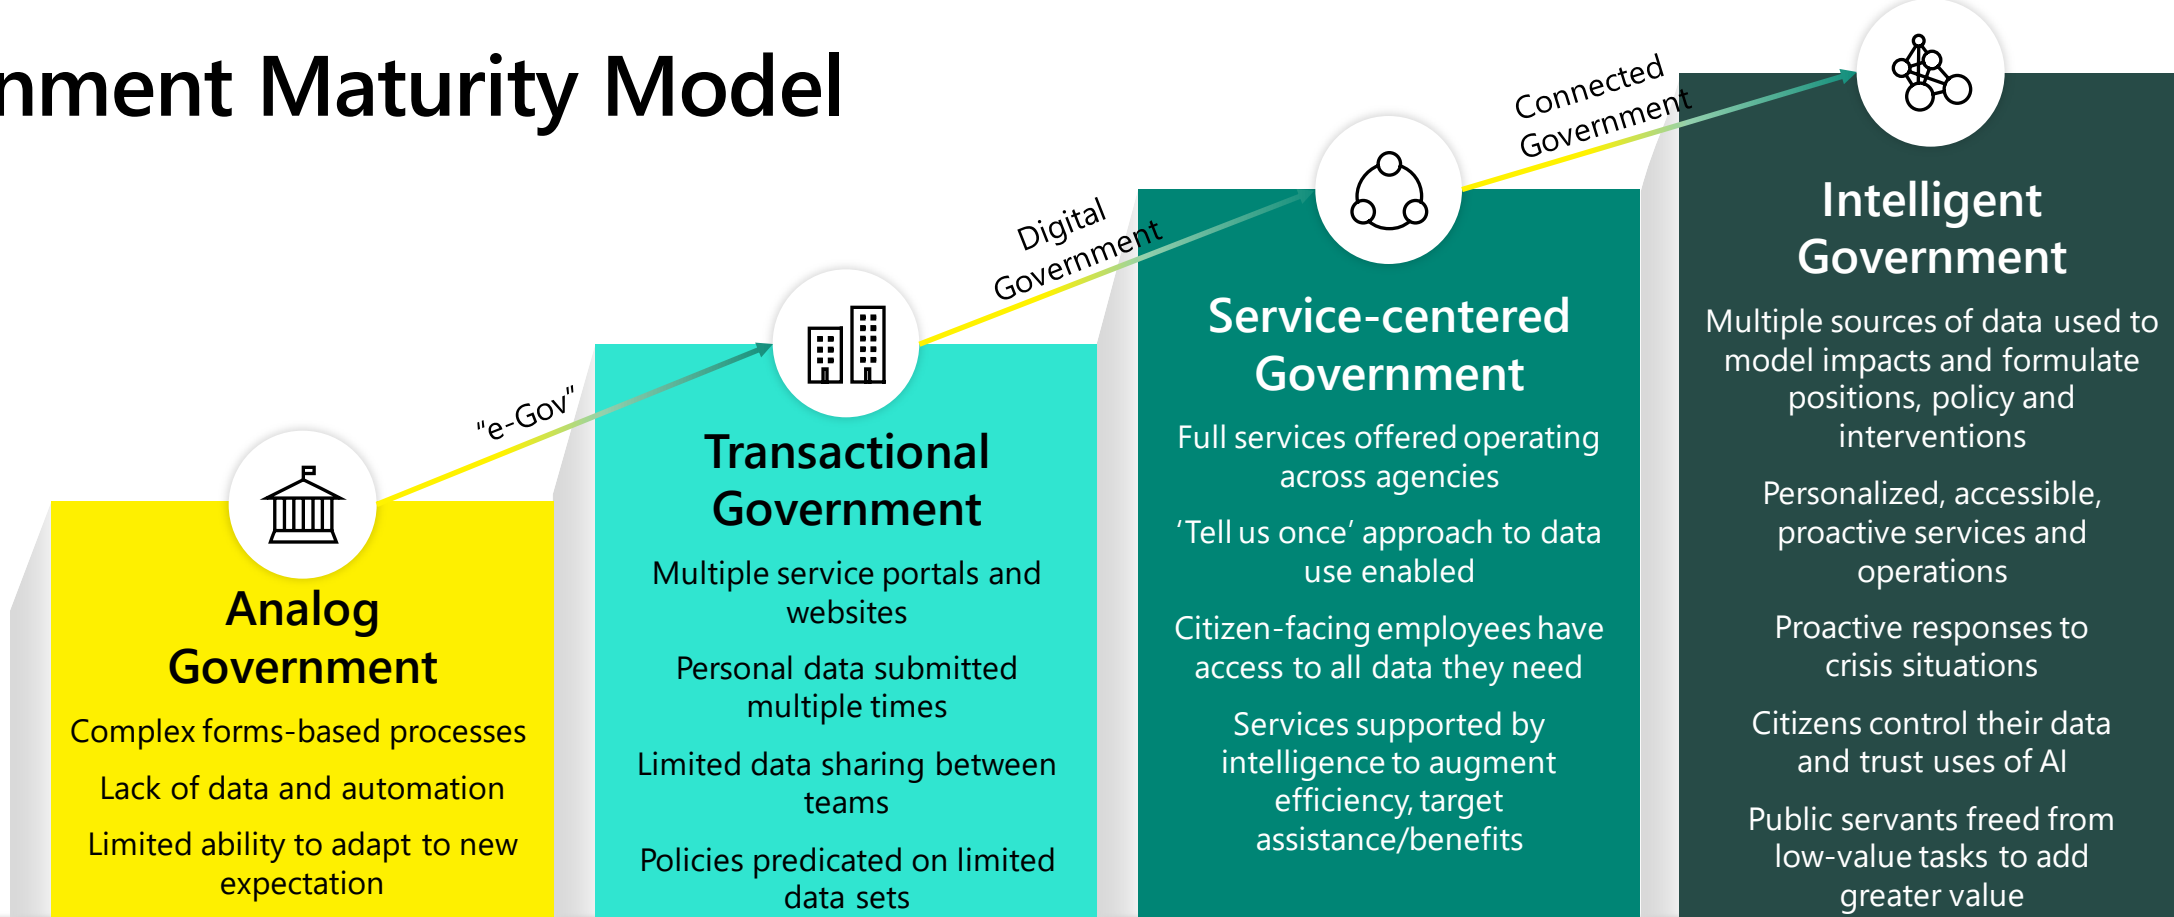 nment Maturity Model
Connected
Government
Digital
Government
“e-Gov”
Analog
Government
Complex forms-based processes
Lack of data and automation
Limited ability to adapt to new
expectation
Transactional
Government
Multiple service portals and
websites
Personal data submitted
multiple times
Limited data sharing between
teams
Policies predicated on limited
data sets
Service-centered
Government
Full services offered operating
across agencies
‘Tell us once’ approach to data
use enabled
Citizen-facing employees have
access to all data they need
Services supported by
intelligence to augment
efficiency, target
assistance/benefits
Intelligent
Government
Multiple sources of data used to
model impacts and formulate
positions, policy and
interventions
Personalized, accessible,
proactive services and
operations
Proactive responses to
crisis situations
Citizens control their data
and trust uses of AI
Public servants freed from
low-value tasks to add
greater value